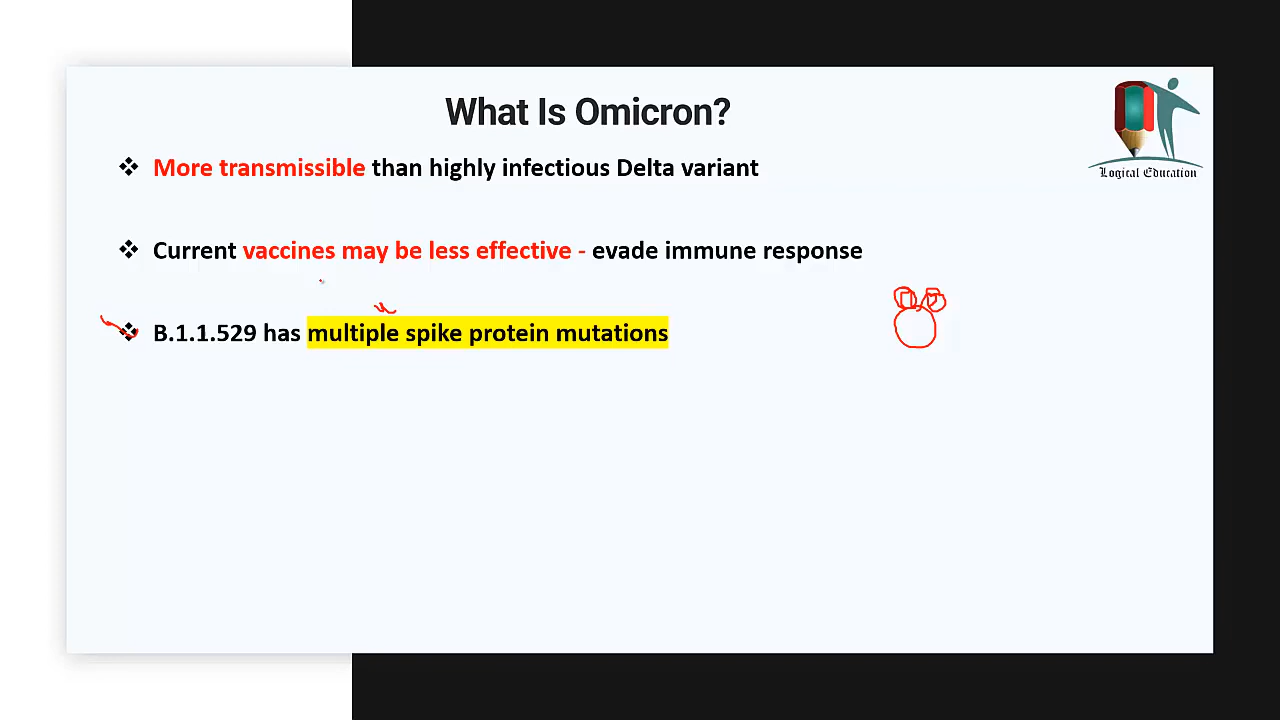 What Is Omicron?
More transmissible than highly infectious Delta variant
Current vaccines may be less effective - evade immune response
B.1.1.529 has multiple spike protein mutations
Logical Education